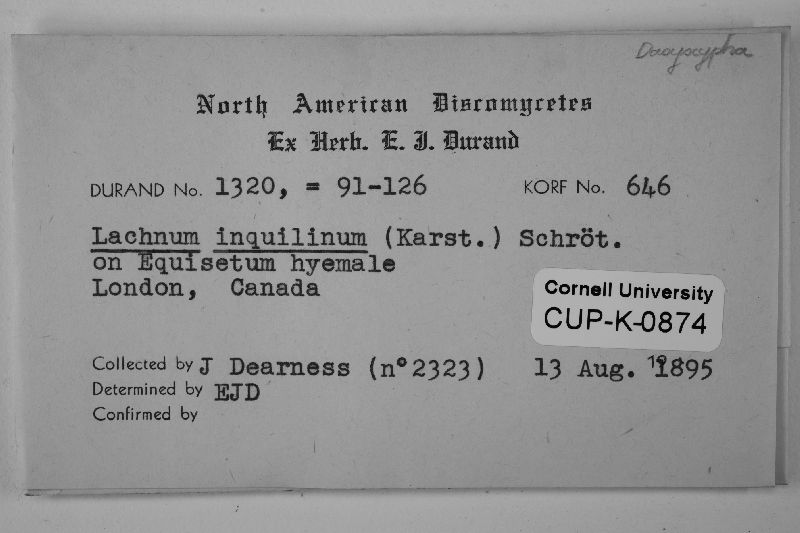 Dasyscypha
North American Discomycetes
Ex Herb. E. J. Durand
DURAND No. 1320, = 91-126 KORF No. 646
Lachnum inquilinum (Karst.) Schröt.
on Equisetum hyemale
London, Canada
Cornell University
CUP-K-0874
Collected by J Dearness (n°2323) 13 Aug. 1895
Determined by EJD
Confirmed by